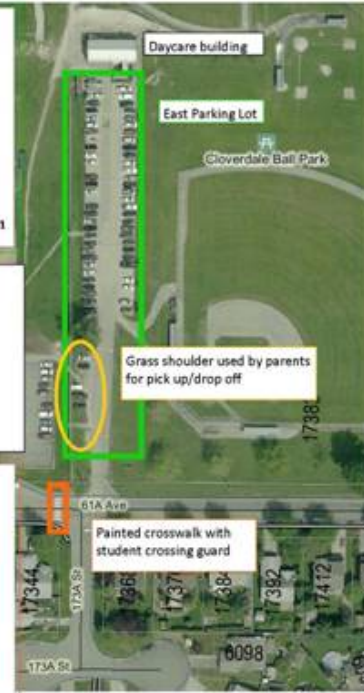 Daycare building
East Parking Lot
Cloverdale Ball Park
Grass shoulder used by parents
for pick up/drop off
61A Ave
Painted crosswalk with
student crossing guard
173A St
17344
17392
17412
6098
173A St